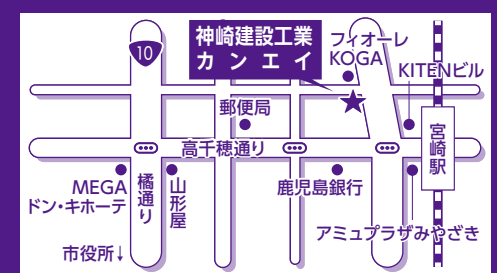 神崎建設工業
カンエイ
フィオーレ
KOGA
KITENビル
10
郵便局
高千穂通り
宮崎駅
MEGA
ドン・キホーテ
橘通り
山形屋
鹿児島銀行
アミュプラザみやざき
市役所↓